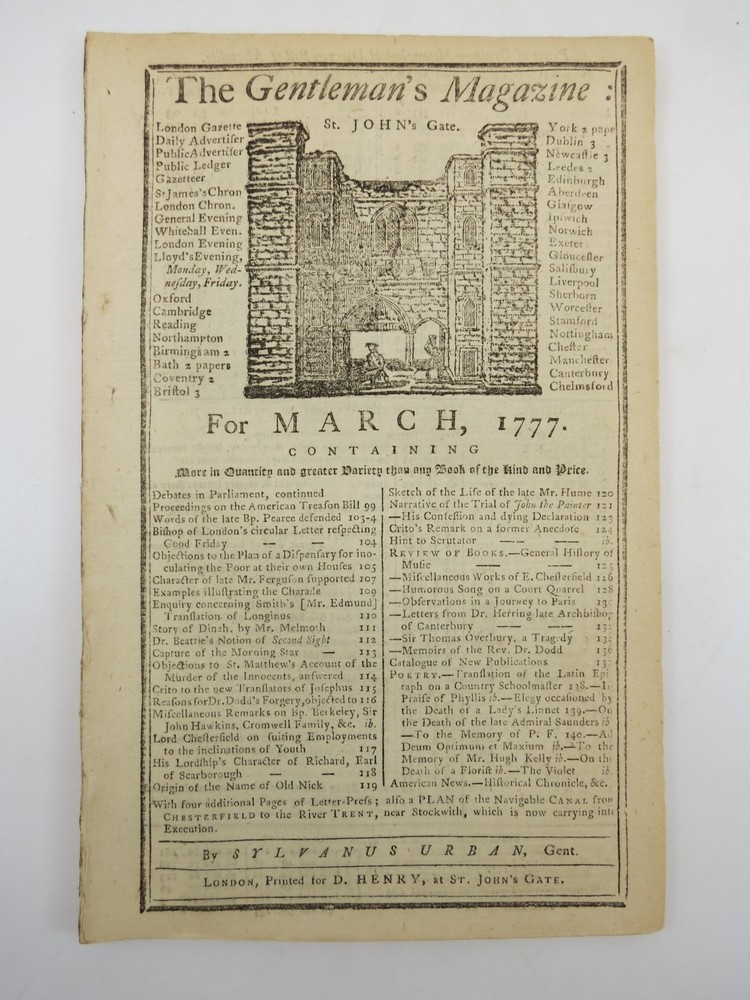 The Gentleman's Magazine :
St. JOHN's Gate.
London Gazette
Daily Advertiſer
Public Advertiſer
Public Ledger
Gazetteer
St James's Chron
London Chron.
General Evening
Whitehall Even.
London Evening
Lloyd's Evening,
Monday, Wed-
neſday, Friday.
Oxford
Cambridge
Reading
Northampton
Birmingham 2
Bath 2 papers
Coventry 2
Briſtol 3
York 2 pape
Dublin 3
Newcaſtle 3
Leedes 2
Edinburgh
Aberdeen
Glaſgow
Ipſwich
Norwich
Exeter
Glouceſter
Saliſbury
Liverpool
Sherborn
Worceſter
Stamford
Nottingham
Cheſter
Mancheſter
Canterbury
Chelmsford
For MARCH, 1777.
CONTAINING
More in Quantity and greater Variety than any Book of the Kind and Price.
Debates in Parliament, continued
Proceedings on the American Treaſon Bill 99
Words of the late Bp. Pearce defended 103-4
Biſhop of London's circular Letter reſpecting
Good Friday — — 104
Objections to the Plan of a Diſpenſary for ino-
culating the Poor at their own Houſes 105
Character of late Mr. Ferguſon ſupported 107
Examples illuſtrating the Charade 109
Enquiry concerning Smith's [Mr. Edmund]
Tranſlation of Longinus 110
Story of Dinah, by Mr. Melmoth 111
Dr. Beattie's Notion of Second Sight 112
Capture of the Morning Star — 113
Objections to St. Matthew's Account of the
Murder of the Innocents, anſwered 114
Crito to the new Tranſlators of Joſephus 115
Reaſons for Dr. Dodd's Forgery, objected to 116
Miſcellaneous Remarks on Bp. Berkeley, Sir
John Hawkins, Cromwell Family, &c. ib.
Lord Cheſterfield on ſuiting Employments
to the inclinations of Youth 117
His Lordſhip's Character of Richard, Earl
of Scarborough — — 118
Origin of the Name of Old Nick 119
Sketch of the Life of the late Mr. Hume 120
Narrative of the Trial of John the Painter 121
—His Confeſſion and dying Declaration 123
Crito's Remark on a former Anecdote 124
Hint to Scrutator — — ib.
REVIEW OF BOOKS.—General Hiſtory of
Muſic — — 125
—Miſcellaneous Works of E. Cheſterfield 126
—Humorous Song on a Court Quarrel 128
—Obſervations in a Journey to Paris 13
—Letters from Dr. Herring late Archbiſhop
of Canterbury — — 13
—Sir Thomas Overbury, a Tragedy 13
—Memoirs of the Rev. Dr. Dodd 136
Catalogue of New Publications 13
POETRY.—Tranſlation of the Latin Epi
taph on a Country Schoolmaſter 138.—In
Praiſe of Phyllis ib.—Elegy occaſioned by
the Death of a Lady's Linnet 139.—On
the Death of the late Admiral Saunders ib
—To the Memory of P. F. 140.—Ad
Deum Optimum et Maxium ib.—To the
Memory of Mr. Hugh Kelly ib.—On the
Death of a Floriſt ib.—The Violet ib.
American News.—Hiſtorical Chronicle, &c.
With four additional Pages of Letter-Preſs; alſo a PLAN of the Navigable CANAL from
CHESTERFIELD to the River TRENT, near Stockwith, which is now carrying into
Execution.
By SYLVANUS URBAN, Gent.
LONDON, Printed for D. HENRY, at ST. JOHN'S GATE.